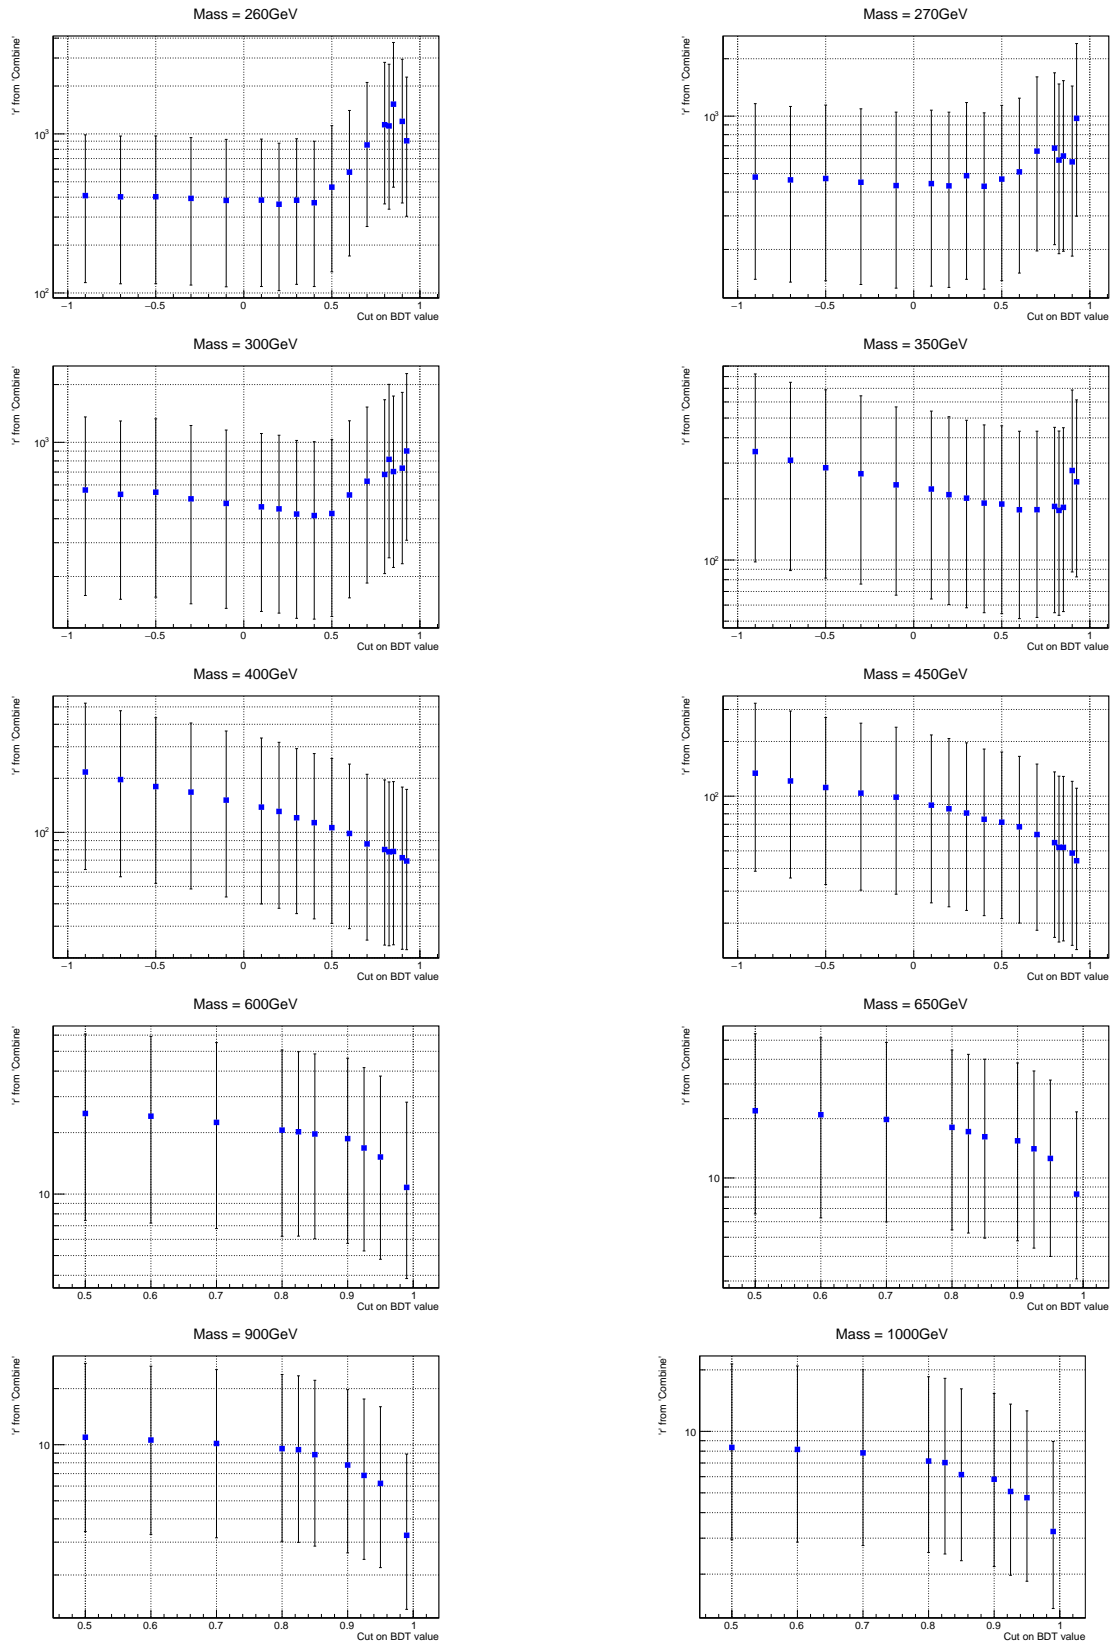 Mass = 260GeV
'r' from 'Combine'
10³
10²
−1 −0.5 0 0.5 1
Cut on BDT value
Mass = 270GeV
'r' from 'Combine'
10³
−1 −0.5 0 0.5 1
Cut on BDT value
Mass = 300GeV
'r' from 'Combine'
10³
−1 −0.5 0 0.5 1
Cut on BDT value
Mass = 350GeV
'r' from 'Combine'
10²
−1 −0.5 0 0.5 1
Cut on BDT value
Mass = 400GeV
'r' from 'Combine'
10²
−1 −0.5 0 0.5 1
Cut on BDT value
Mass = 450GeV
'r' from 'Combine'
10²
−1 −0.5 0 0.5 1
Cut on BDT value
Mass = 600GeV
'r' from 'Combine'
10
0.5 0.6 0.7 0.8 0.9 1
Cut on BDT value
Mass = 650GeV
'r' from 'Combine'
10
0.5 0.6 0.7 0.8 0.9 1
Cut on BDT value
Mass = 900GeV
'r' from 'Combine'
10
0.5 0.6 0.7 0.8 0.9 1
Cut on BDT value
Mass = 1000GeV
'r' from 'Combine'
10
0.5 0.6 0.7 0.8 0.9 1
Cut on BDT value